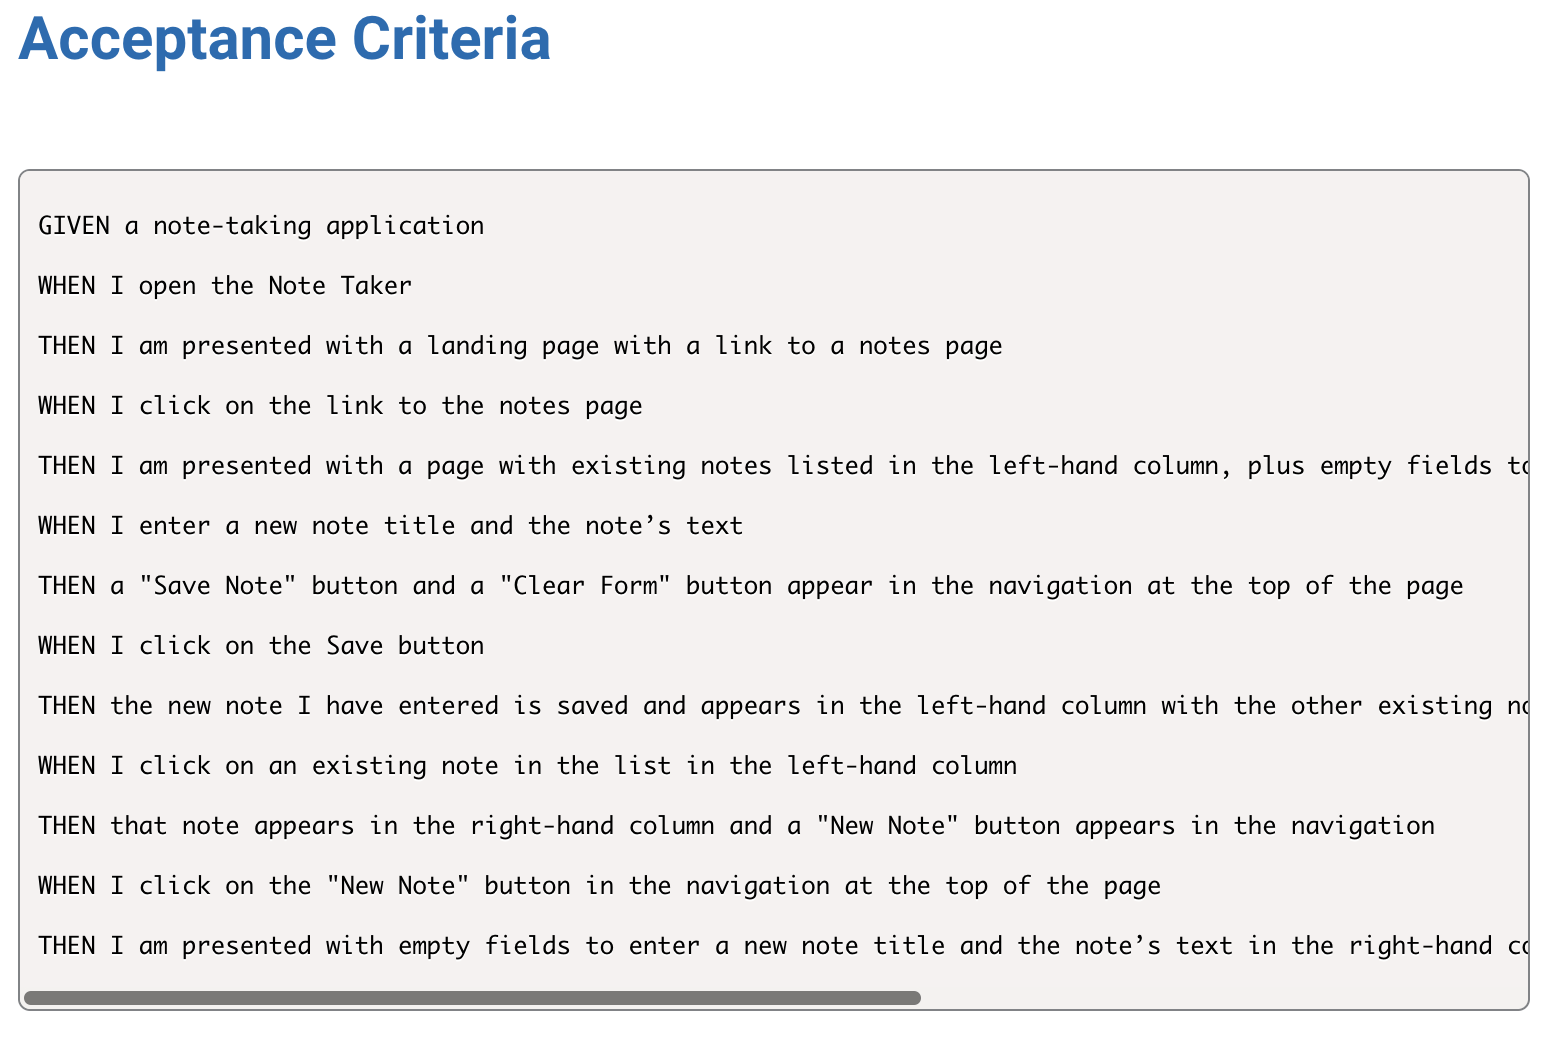 Acceptance Criteria
GIVEN a note-taking application
WHEN I open the Note Taker
THEN I am presented with a landing page with a link to a notes page
WHEN I click on the link to the notes page
THEN I am presented with a page with existing notes listed in the left-hand column, plus empty fields to
WHEN I enter a new note title and the note’s text
THEN a "Save Note" button and a "Clear Form" button appear in the navigation at the top of the page
WHEN I click on the Save button
THEN the new note I have entered is saved and appears in the left-hand column with the other existing
WHEN I click on an existing note in the list in the left-hand column
THEN that note appears in the right-hand column and a "New Note" button appears in the navigation
WHEN I click on the "New Note" button in the navigation at the top of the page
THEN I am presented with empty fields to enter a new note title and the note’s text in the right-hand